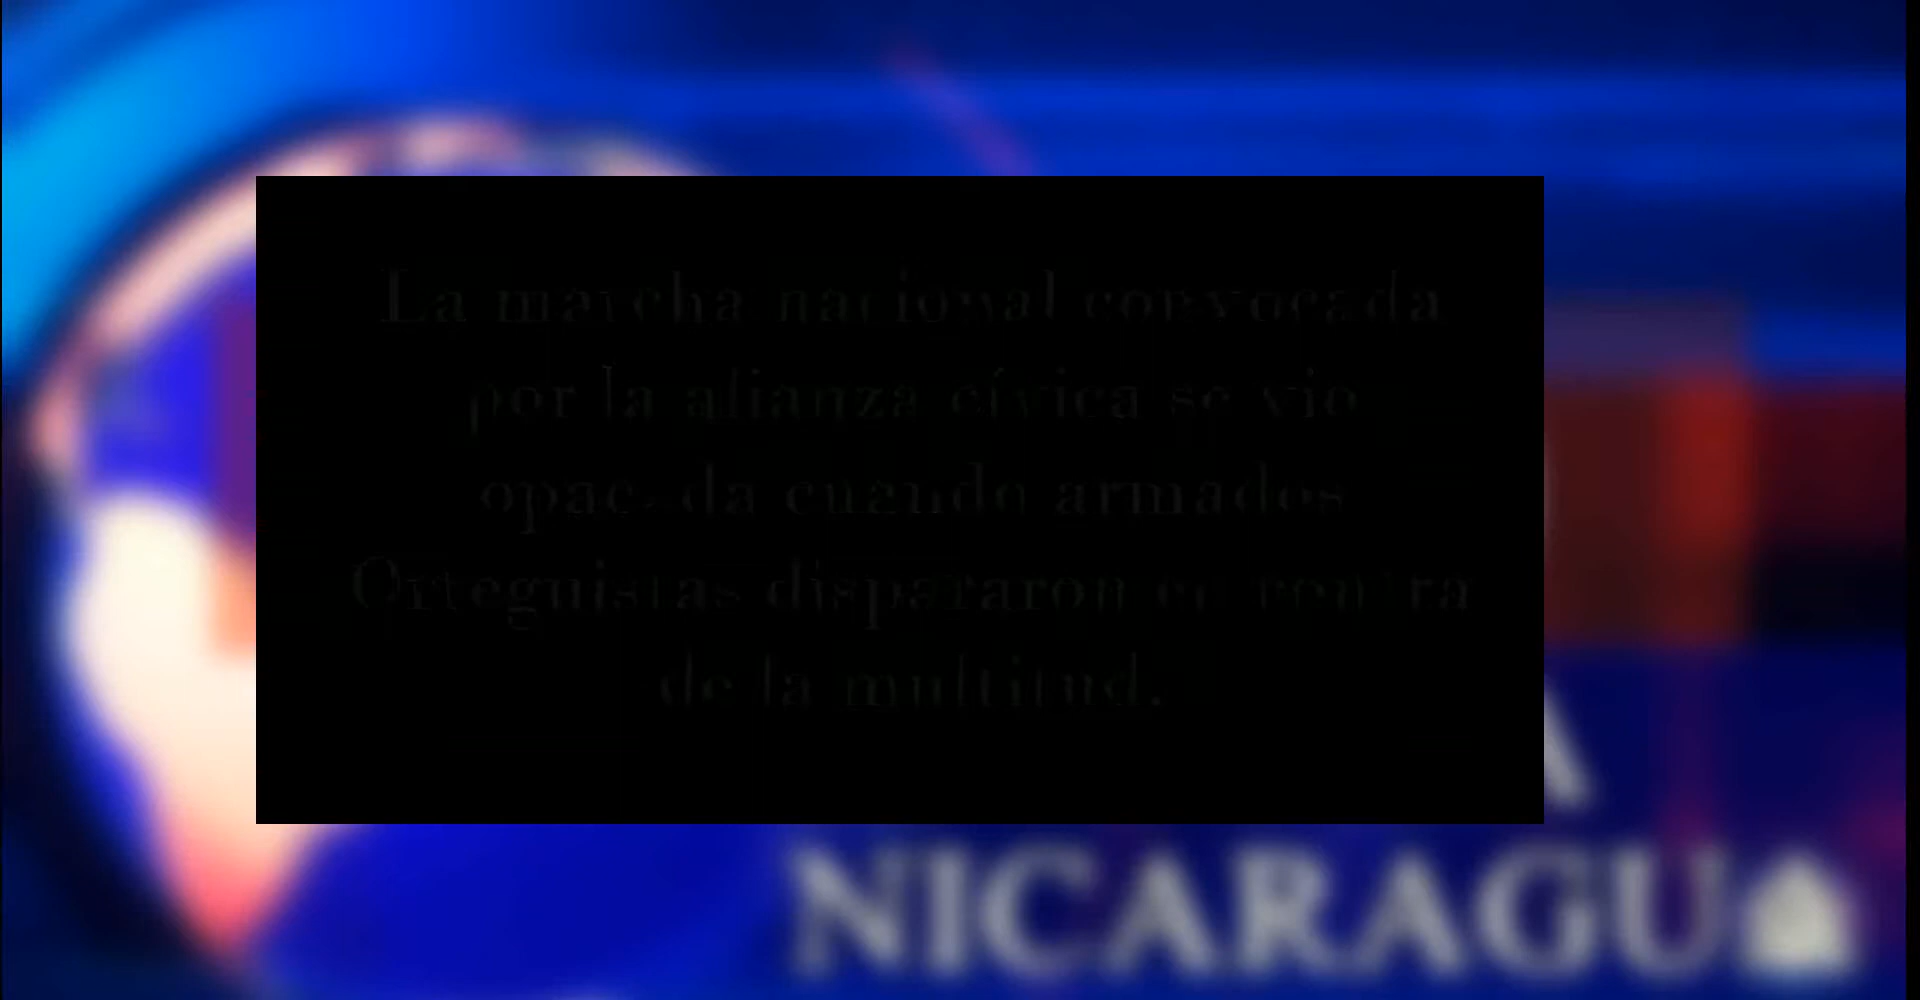 La marcha nacional convocada
por la alianza cívica se vio
opacada cuando armados
Orteguistas dispararon en contra
de la multitud.
A
NICARAGU